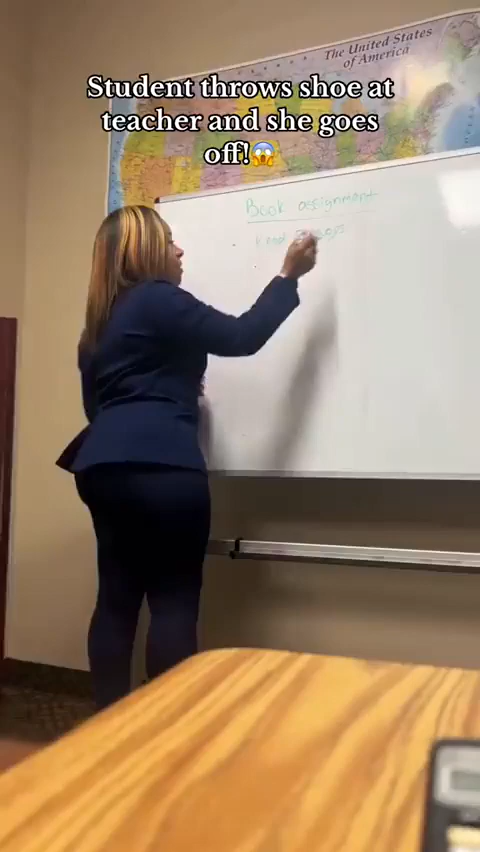 The United States
of America
Student throws shoe at
teacher and she goes
off!😱
Book assignment